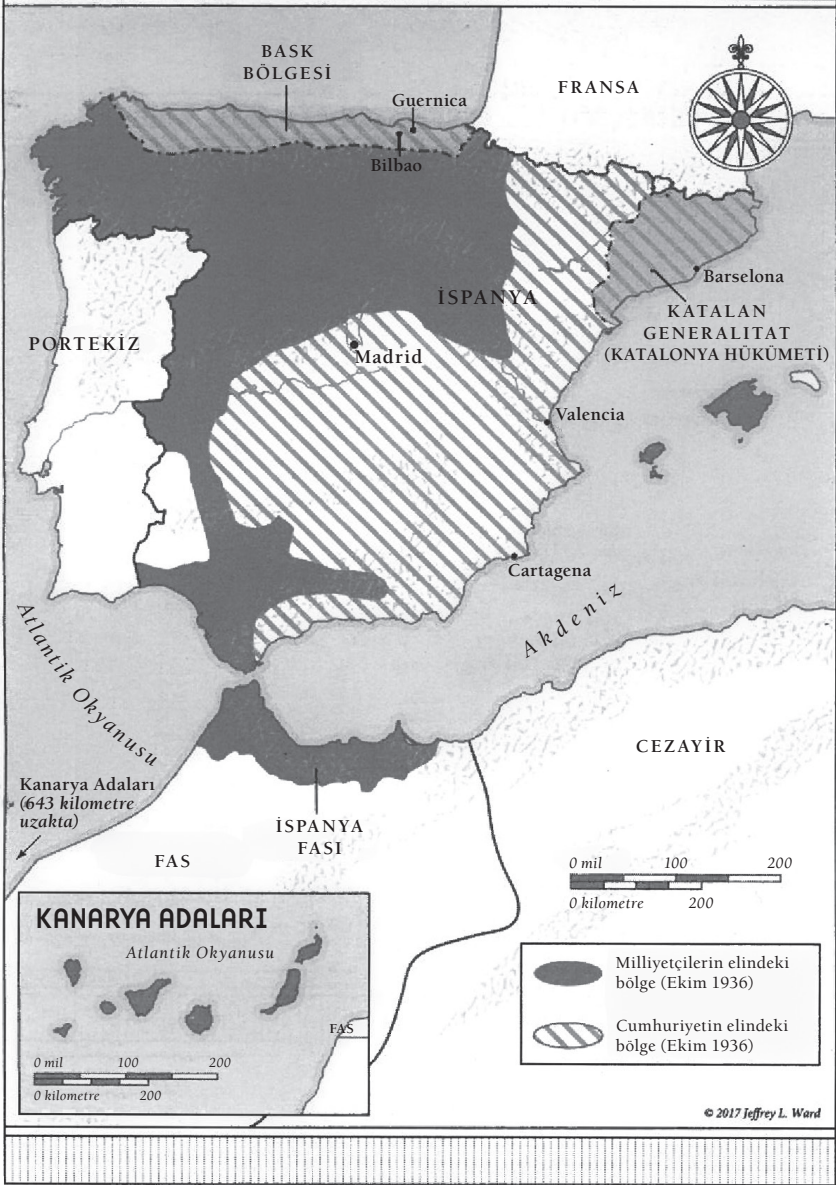 BASK
BÖLGESİ
Guernica
Bilbao
FRANSA
İSPANYA
Barselona
KATALAN
GENERALITAT
(KATALONYA HÜKÜMETİ)
PORTEKİZ
Madrid
Valencia
Cartagena
Akdeniz
Atlantik Okyanusu
CEZAYİR
Kanarya Adaları
(643 kilometre
uzakta)
İSPANYA
FASI
FAS
0 mil 100 200
0 kilometre 200
KANARYA ADALARI
Atlantik Okyanusu
FAS
0 mil 100 200
0 kilometre 200
Milliyetçilerin elindeki
bölge (Ekim 1936)
Cumhuriyetin elindeki
bölge (Ekim 1936)
© 2017 Jeffrey L. Ward